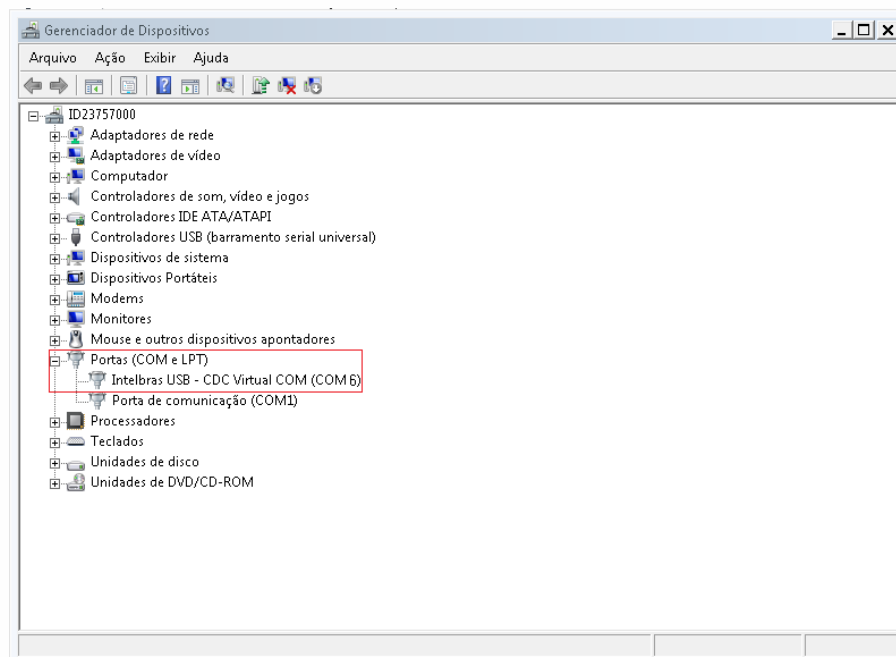 Gerenciador de Dispositivos
Arquivo Ação Exibir Ajuda
ID23757000
Adaptadores de rede
Adaptadores de vídeo
Computador
Controladores de som, vídeo e jogos
Controladores IDE ATA/ATAPI
Controladores USB (barramento serial universal)
Dispositivos de sistema
Dispositivos Portáteis
Modems
Monitores
Mouse e outros dispositivos apontadores
Portas (COM e LPT)
Intelbras USB - CDC Virtual COM (COM 6)
Porta de comunicação (COM1)
Processadores
Teclados
Unidades de disco
Unidades de DVD/CD-ROM